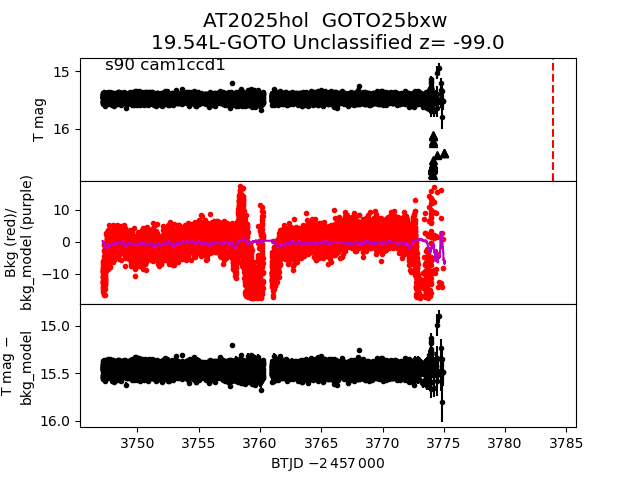 AT2025hol  GOTO25bxw
19.54L-GOTO Unclassified z= -99.0
s90 cam1ccd1
15
16
T mag
10
0
−10
Bkg (red)/
bkg_model (purple)
15.0
15.5
16.0
T mag −
bkg_model
3750
3755
3760
3765
3770
3775
3780
3785
BTJD −2 457 000